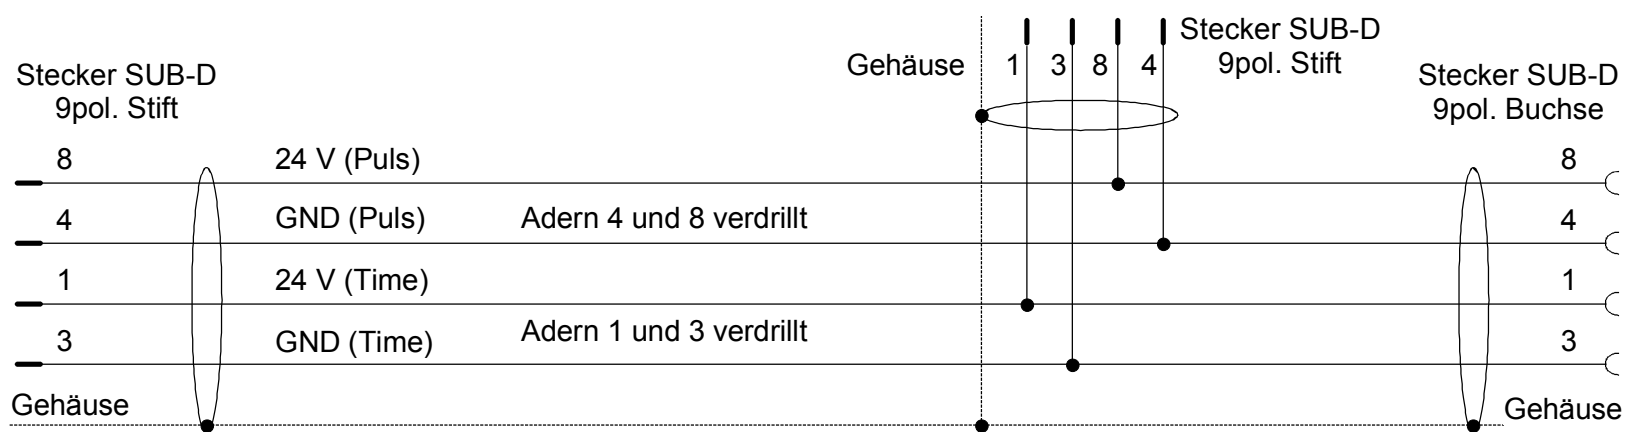 Stecker SUB-D
9pol. Stift
Gehäuse
1 3 8 4
Stecker SUB-D
9pol. Stift
Stecker SUB-D
9pol. Buchse
8 24 V (Puls) 8
4 GND (Puls) Adern 4 und 8 verdrillt 4
1 24 V (Time) 1
3 GND (Time) Adern 1 und 3 verdrillt 3
Gehäuse Gehäuse